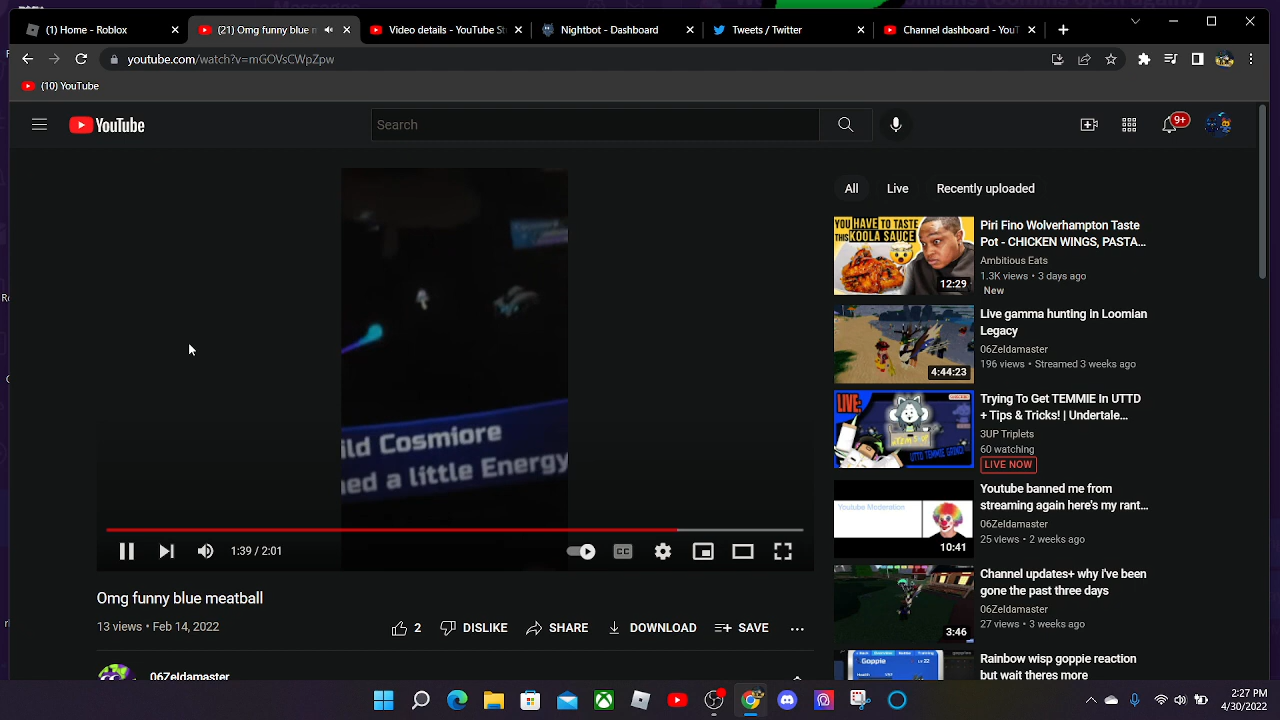 (1) Home - Roblox
(21) Omg funny blue m
Video details - YouTube St
Nightbot - Dashboard
Tweets / Twitter
Channel dashboard - YouT
youtube.com/watch?v=mGOVsCWpZpw
(10) YouTube
YouTube
Search
9+
All
Live
Recently uploaded
YOU HAVE TO TASTE
THIS KOOLA SAUCE
12:29
Piri Fino Wolverhampton Taste
Pot - CHICKEN WINGS, PASTA...
Ambitious Eats
1.3K views • 3 days ago
New
4:44:23
Live gamma hunting in Loomian
Legacy
06Zeldamaster
196 views • Streamed 3 weeks ago
LIVE:
UTTD TEMMIE GRIND
Trying To Get TEMMIE In UTTD
+ Tips & Tricks! | Undertale...
3UP Triplets
60 watching
LIVE NOW
Youtube Moderation
10:41
Youtube banned me from
streaming again here's my rant...
06Zeldamaster
25 views • 2 weeks ago
3:46
Channel updates+ why i've been
gone the past three days
06Zeldamaster
27 views • 3 weeks ago
Goppie
Lv 22
Rainbow wisp goppie reaction
but wait theres more
ild Cosmiore
ned a little Energy
1:39 / 2:01
CC
Omg funny blue meatball
13 views • Feb 14, 2022
2
DISLIKE
SHARE
DOWNLOAD
SAVE
06Zeldamaster
2:27 PM
4/30/2022